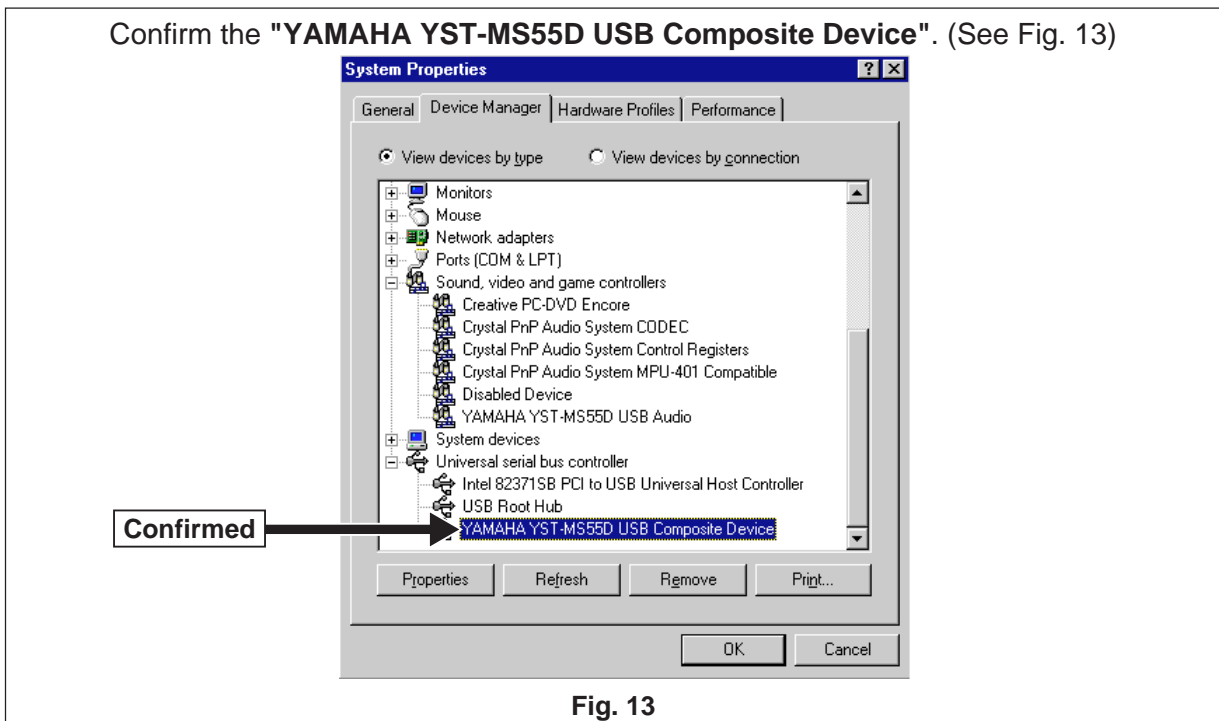 Confirm the "YAMAHA YST-MS55D USB Composite Device". (See Fig. 13)
System Properties
General Device Manager Hardware Profiles Performance
View devices by type View devices by connection
Monitors
Mouse
Network adapters
Ports (COM & LPT)
Sound, video and game controllers
Creative PC-DVD Encore
Crystal PnP Audio System CODEC
Crystal PnP Audio System Control Registers
Crystal PnP Audio System MPU-401 Compatible
Disabled Device
YAMAHA YST-MS55D USB Audio
System devices
Universal serial bus controller
Intel 82371SB PCI to USB Universal Host Controller
USB Root Hub
Confirmed YAMAHA YST-MS55D USB Composite Device
Properties Refresh Remove Print...
OK Cancel
Fig. 13